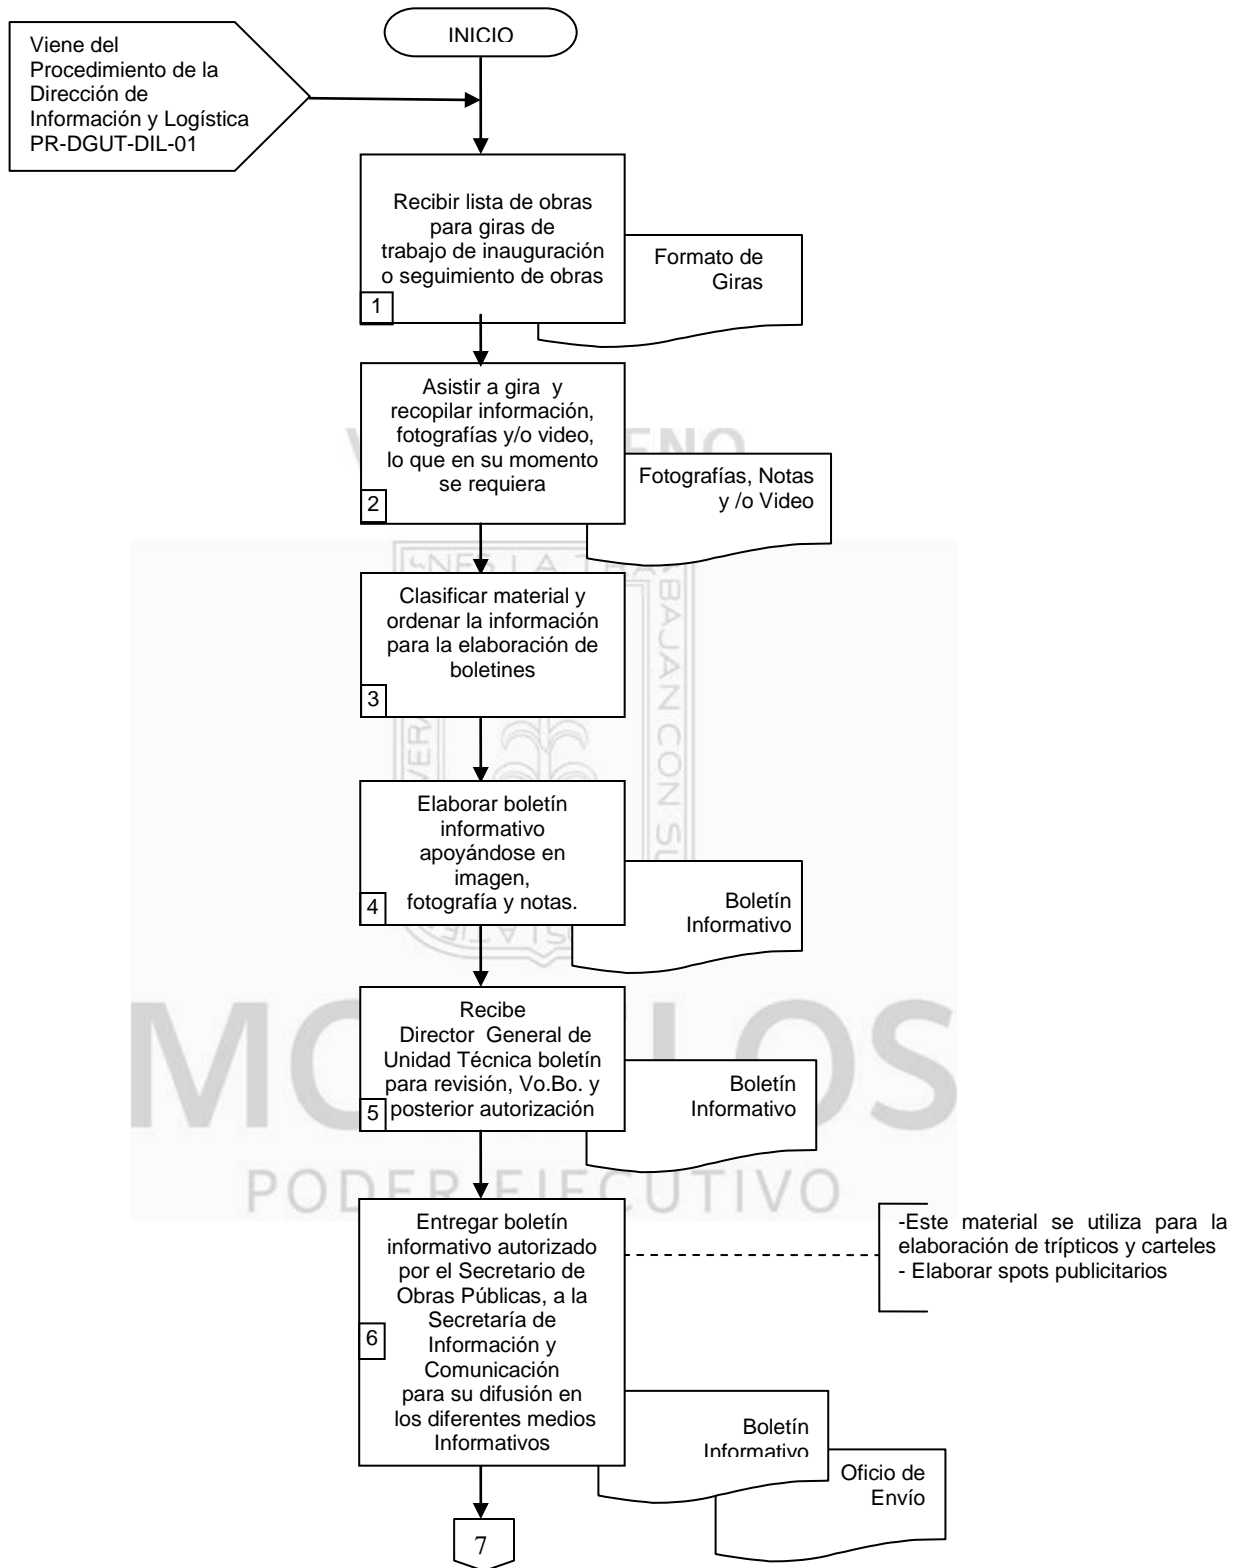 INICIO
Viene del
Procedimiento de la
Dirección de
Información y Logística
PR-DGUT-DIL-01
Recibir lista de obras
para giras de
trabajo de inauguración
o seguimiento de obras
1
Formato de
Giras
Asistir a gira y
recopilar información,
fotografías y/o video,
lo que en su momento
se requiera
2
Fotografías, Notas
y /o Video
Clasificar material y
ordenar la información
para la elaboración de
boletines
3
BAJAN CON SU
Elaborar boletín
informativo
apoyándose en
imagen,
fotografía y notas.
4
Boletín
Informativo
Recibe
Director General de
Unidad Técnica boletín
para revisión, Vo.Bo. y
posterior autorización
5
Boletín
Informativo
PODER EJECUTIVO
Entregar boletín
informativo autorizado
por el Secretario de
Obras Públicas, a la
Secretaría de
Información y
Comunicación
para su difusión en
los diferentes medios
Informativos
6
-Este material se utiliza para la
elaboración de trípticos y carteles
- Elaborar spots publicitarios
Boletín
Informativo
Oficio de
Envío
7